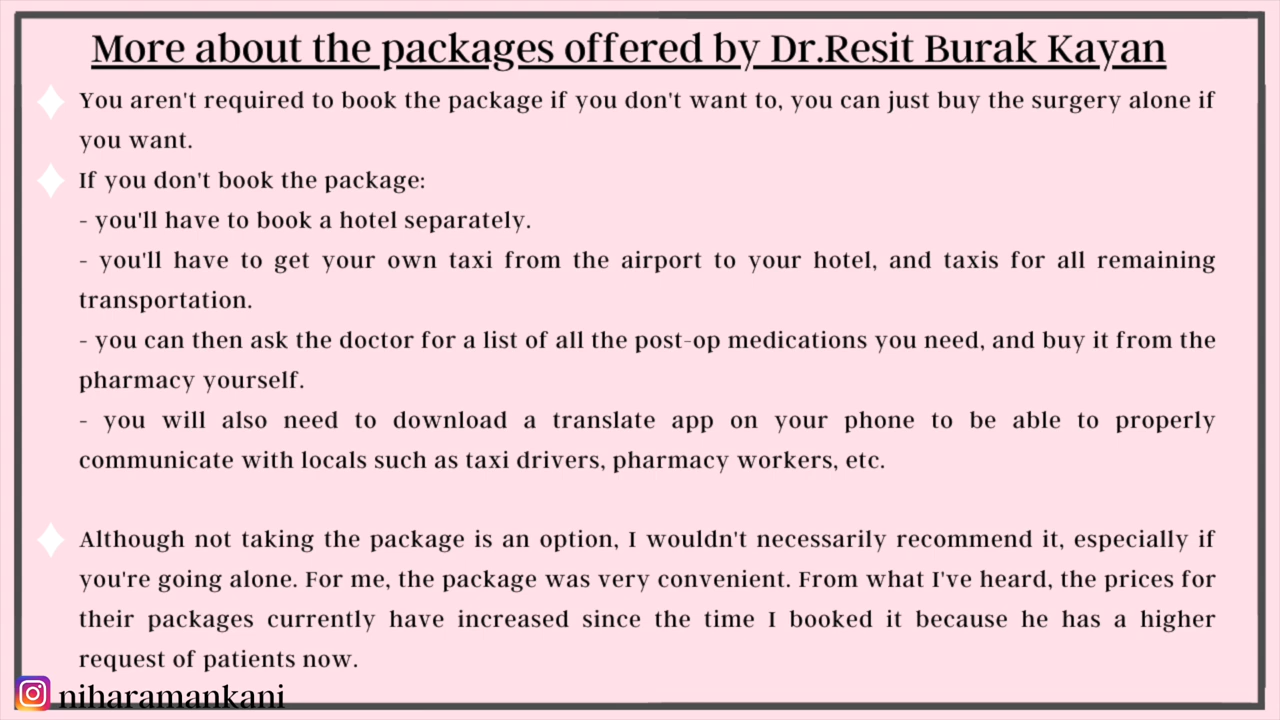 More about the packages offered by Dr.Resit Burak Kayan
You aren't required to book the package if you don't want to, you can just buy the surgery alone if
you want.
If you don't book the package:
- you'll have to book a hotel separately.
- you'll have to get your own taxi from the airport to your hotel, and taxis for all remaining
transportation.
- you can then ask the doctor for a list of all the post-op medications you need, and buy it from the
pharmacy yourself.
- you will also need to download a translate app on your phone to be able to properly
communicate with locals such as taxi drivers, pharmacy workers, etc.
Although not taking the package is an option, I wouldn't necessarily recommend it, especially if
you're going alone. For me, the package was very convenient. From what I've heard, the prices for
their packages currently have increased since the time I booked it because he has a higher
request of patients now.
niharamankani